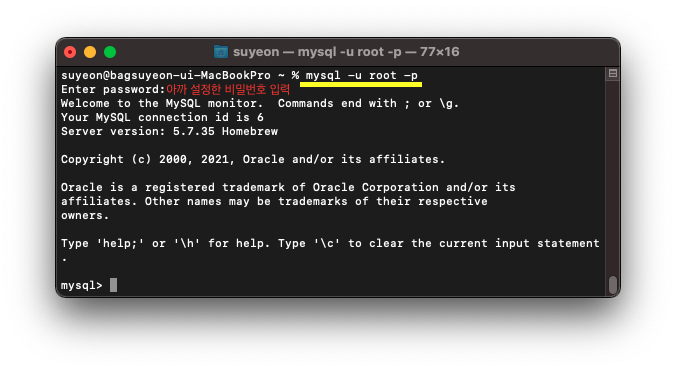 suyeon — mysql -u root -p — 77×16
suyeon@bagsuyeon-ui-MacBookPro ~ % mysql -u root -p
Enter password:아까 설정한 비밀번호 입력
Welcome to the MySQL monitor.  Commands end with ; or \g.
Your MySQL connection id is 6
Server version: 5.7.35 Homebrew
Copyright (c) 2000, 2021, Oracle and/or its affiliates.
Oracle is a registered trademark of Oracle Corporation and/or its
affiliates. Other names may be trademarks of their respective
owners.
Type 'help;' or '\h' for help. Type '\c' to clear the current input statement
.
mysql>